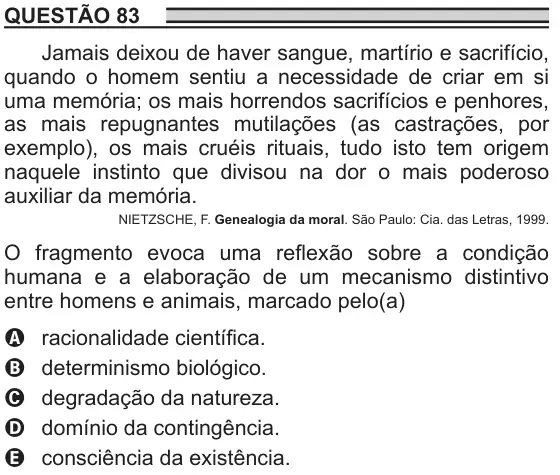 QUESTÃO 83
Jamais deixou de haver sangue, martírio e sacrifício,
quando o homem sentiu a necessidade de criar em si
uma memória; os mais horrendos sacrifícios e penhores,
as mais repugnantes mutilações (as castrações, por
exemplo), os mais cruéis rituais, tudo isto tem origem
naquele instinto que divisou na dor o mais poderoso
auxiliar da memória.
NIETZSCHE, F. Genealogia da moral. São Paulo: Cia. das Letras, 1999.
O fragmento evoca uma reflexão sobre a condição
humana e a elaboração de um mecanismo distintivo
entre homens e animais, marcado pelo(a)
A racionalidade científica.
B determinismo biológico.
C degradação da natureza.
D domínio da contingência.
E consciência da existência.